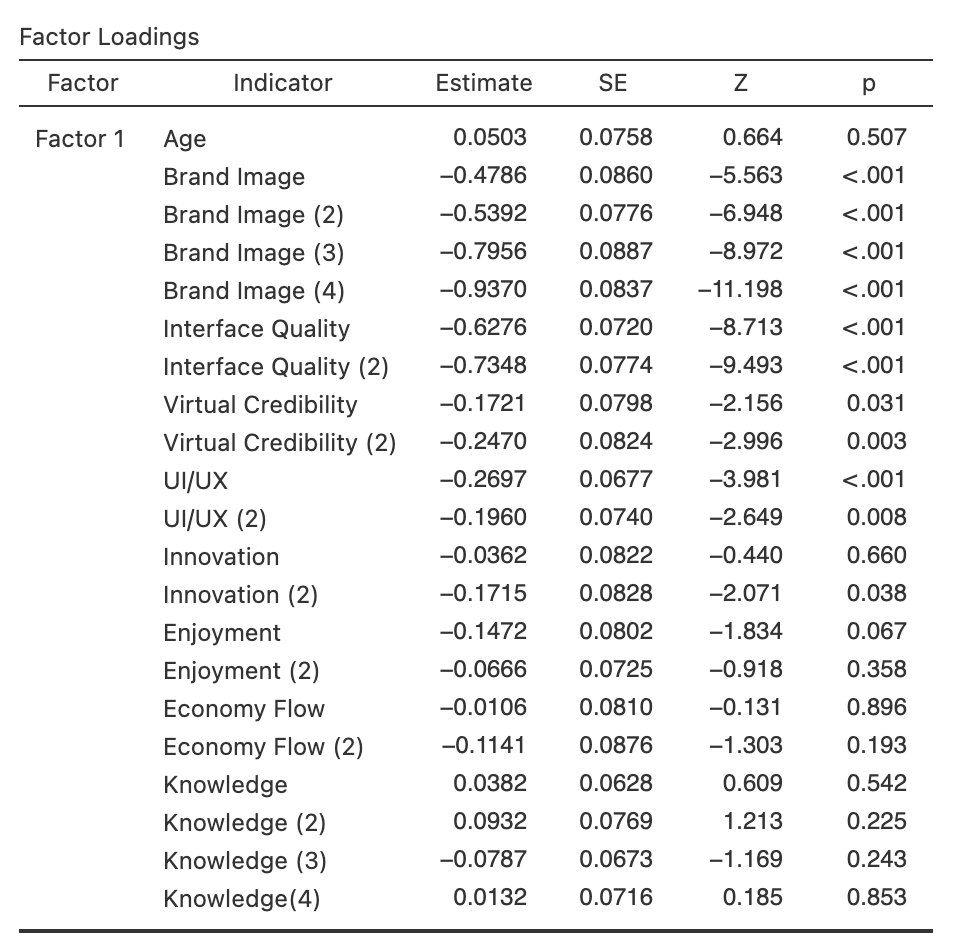 Factor Loadings
Factor Indicator Estimate SE Z p
Factor 1 Age 0.0503 0.0758 0.664 0.507
Brand Image −0.4786 0.0860 −5.563 <.001
Brand Image (2) −0.5392 0.0776 −6.948 <.001
Brand Image (3) −0.7956 0.0887 −8.972 <.001
Brand Image (4) −0.9370 0.0837 −11.198 <.001
Interface Quality −0.6276 0.0720 −8.713 <.001
Interface Quality (2) −0.7348 0.0774 −9.493 <.001
Virtual Credibility −0.1721 0.0798 −2.156 0.031
Virtual Credibility (2) −0.2470 0.0824 −2.996 0.003
UI/UX −0.2697 0.0677 −3.981 <.001
UI/UX (2) −0.1960 0.0740 −2.649 0.008
Innovation −0.0362 0.0822 −0.440 0.660
Innovation (2) −0.1715 0.0828 −2.071 0.038
Enjoyment −0.1472 0.0802 −1.834 0.067
Enjoyment (2) −0.0666 0.0725 −0.918 0.358
Economy Flow −0.0106 0.0810 −0.131 0.896
Economy Flow (2) −0.1141 0.0876 −1.303 0.193
Knowledge 0.0382 0.0628 0.609 0.542
Knowledge (2) 0.0932 0.0769 1.213 0.225
Knowledge (3) −0.0787 0.0673 −1.169 0.243
Knowledge(4) 0.0132 0.0716 0.185 0.853